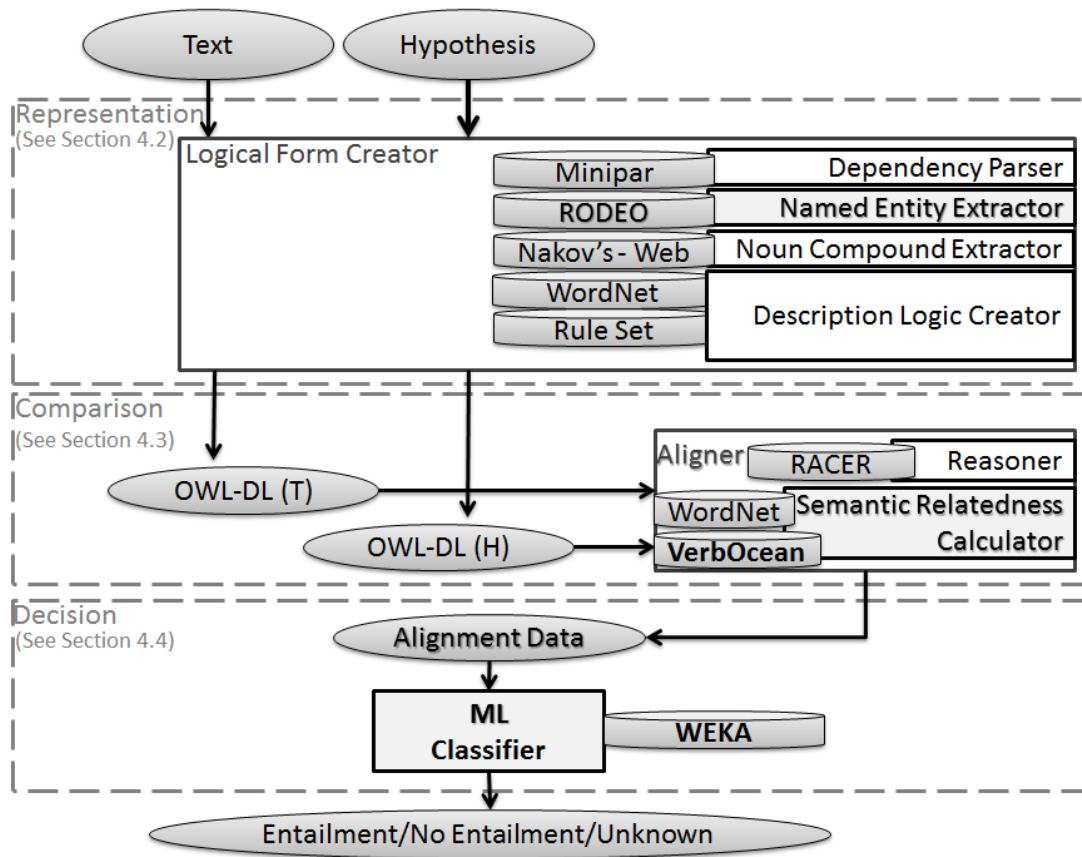 Text
Hypothesis
Representation
(See Section 4.2)
Logical Form Creator
Minipar
Dependency Parser
RODEO
Named Entity Extractor
Nakov's - Web
Noun Compound Extractor
WordNet
Rule Set
Description Logic Creator
Comparison
(See Section 4.3)
Aligner
RACER
Reasoner
OWL-DL (T)
WordNet
Semantic Relatedness
Calculator
OWL-DL (H)
VerbOcean
Decision
(See Section 4.4)
Alignment Data
ML
Classifier
WEKA
Entailment/No Entailment/Unknown